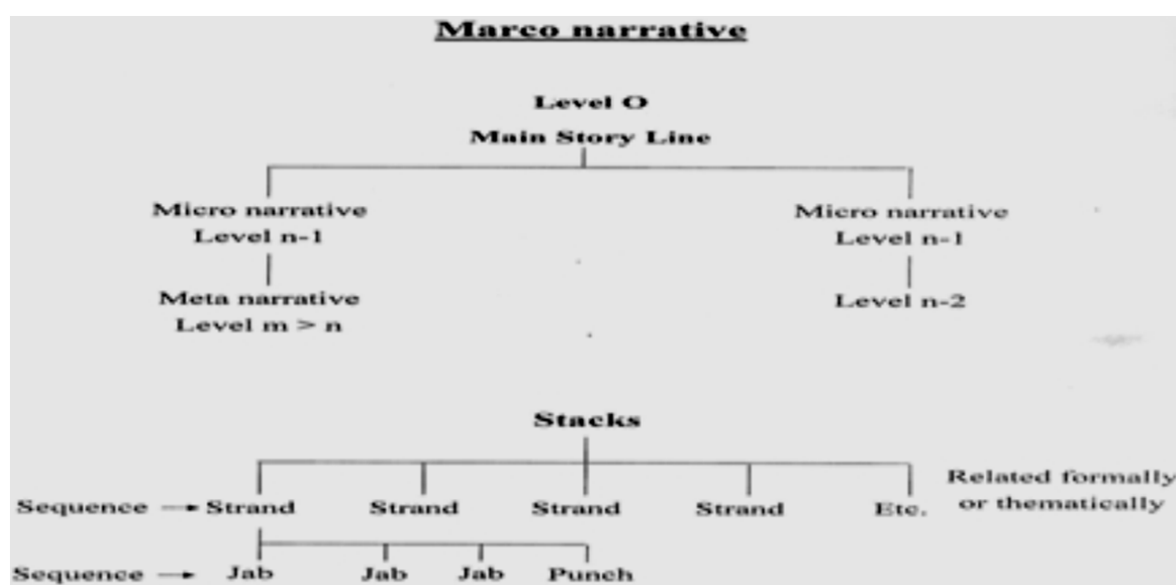 Marco narrative
Level O
Main Story Line
Micro narrative Micro narrative
Level n-1 Level n-1
Meta narrative Level n-2
Level m > n
Stacks
Related formally
Sequence → Strand Strand Strand Strand Etc. or thematically
Sequence → Jab Jab Jab Punch